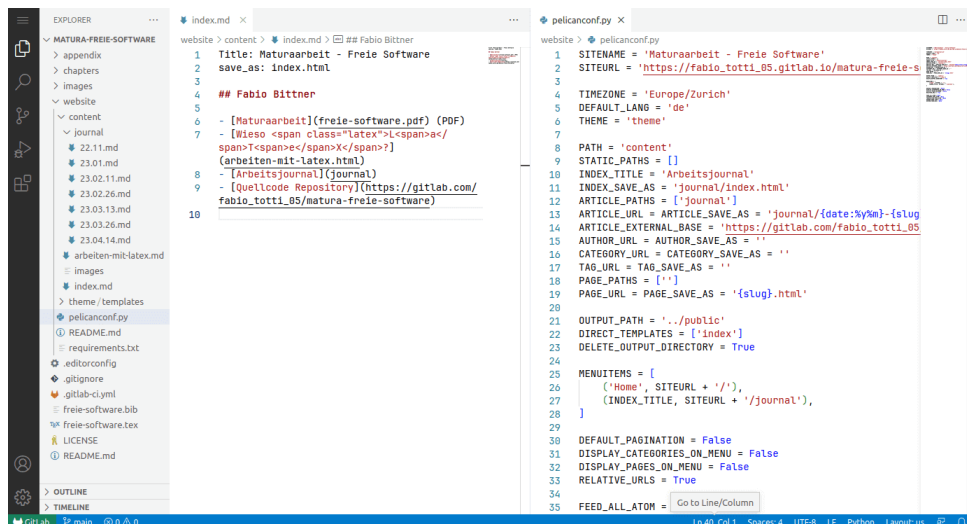 EXPLORER
MATURA-FREIE-SOFTWARE
appendix
chapters
images
website
content
journal
22.11.md
23.01.md
23.02.11.md
23.02.26.md
23.03.13.md
23.03.26.md
23.04.14.md
arbeiten-mit-latex.md
images
index.md
theme / templates
pelicanconf.py
README.md
requirements.txt
.editorconfig
.gitignore
.gitlab-ci.yml
freie-software.bib
freie-software.tex
LICENSE
README.md
OUTLINE
TIMELINE
index.md
website > content > index.md > ## Fabio Bittner
1 Title: Maturaarbeit - Freie Software
2 save_as: index.html
3
4 ## Fabio Bittner
5
6 - [Maturaarbeit](freie-software.pdf) (PDF)
7 - [Wieso <span class="latex">L<span>a</
span>T<span>e</span>X</span>?]
(arbeiten-mit-latex.html)
8 - [Arbeitsjournal](journal)
9 - [Quellcode Repository](https://gitlab.com/
fabio_totti_05/matura-freie-software)
10
pelicanconf.py
website > pelicanconf.py
1 SITENAME = 'Maturaarbeit - Freie Software'
2 SITEURL = 'https://fabio_totti_05.gitlab.io/matura-freie-s
3
4 TIMEZONE = 'Europe/Zurich'
5 DEFAULT_LANG = 'de'
6 THEME = 'theme'
7
8 PATH = 'content'
9 STATIC_PATHS = []
10 INDEX_TITLE = 'Arbeitsjournal'
11 INDEX_SAVE_AS = 'journal/index.html'
12 ARTICLE_PATHS = ['journal']
13 ARTICLE_URL = ARTICLE_SAVE_AS = 'journal/{date:%y%m}-{slug
14 ARTICLE_EXTERNAL_BASE = 'https://gitlab.com/fabio_totti_05
15 AUTHOR_URL = AUTHOR_SAVE_AS = ''
16 CATEGORY_URL = CATEGORY_SAVE_AS = ''
17 TAG_URL = TAG_SAVE_AS = ''
18 PAGE_PATHS = ['']
19 PAGE_URL = PAGE_SAVE_AS = '{slug}.html'
20
21 OUTPUT_PATH = '../public'
22 DIRECT_TEMPLATES = ['index']
23 DELETE_OUTPUT_DIRECTORY = True
24
25 MENUITEMS = [
26 ('Home', SITEURL + '/'),
27 (INDEX_TITLE, SITEURL + '/journal'),
28 ]
29
30 DEFAULT_PAGINATION = False
31 DISPLAY_CATEGORIES_ON_MENU = False
32 DISPLAY_PAGES_ON_MENU = False
33 RELATIVE_URLS = True
34
35 FEED_ALL_ATOM =
Go to Line/Column
GitLab main 0 0 Ln 40, Col 1 Spaces: 4 UTF-8 LF Python Layout: us